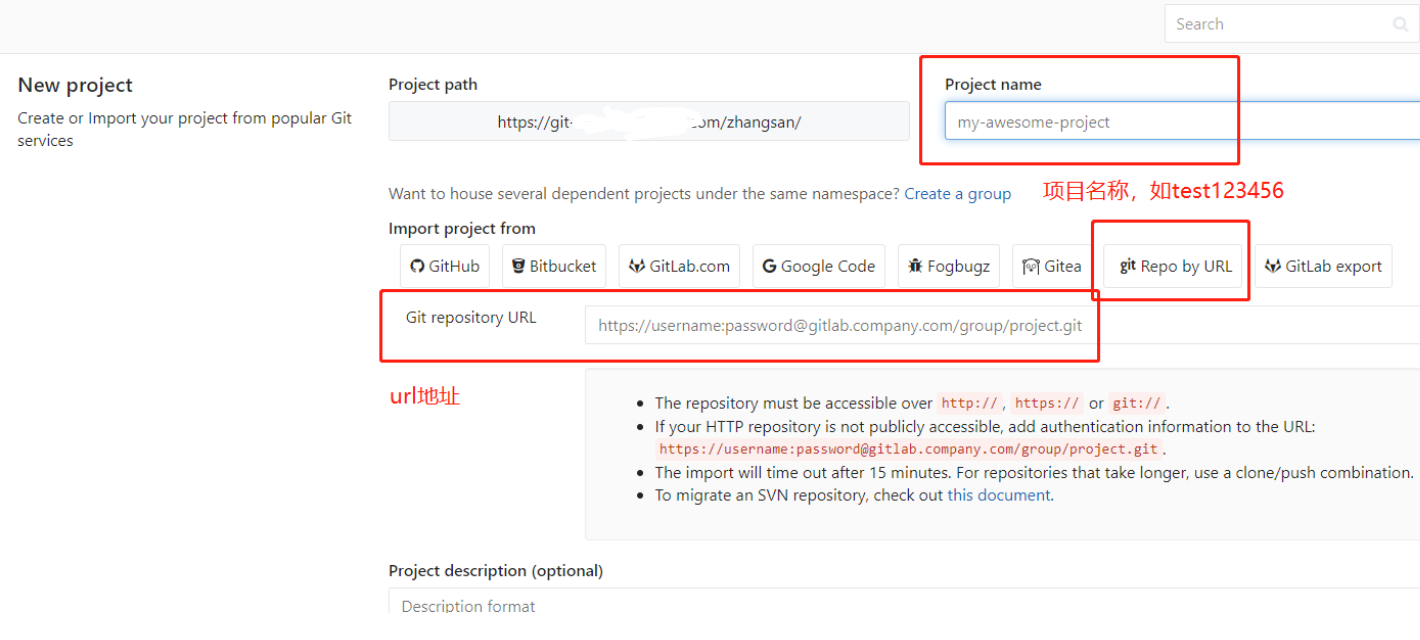 Search
New project
Create or Import your project from popular Git
services
Project path
https://git- .com/zhangsan/
Project name
my-awesome-project
Want to house several dependent projects under the same namespace? Create a group
项目名称，如test123456
Import project from
GitHub Bitbucket GitLab.com Google Code Fogbugz Gitea git Repo by URL GitLab export
Git repository URL
https://username:password@gitlab.company.com/group/project.git
url地址
The repository must be accessible over http://, https:// or git://.
If your HTTP repository is not publicly accessible, add authentication information to the URL:
https://username:password@gitlab.company.com/group/project.git.
The import will time out after 15 minutes. For repositories that take longer, use a clone/push combination.
To migrate an SVN repository, check out this document.
Project description (optional)
Description format